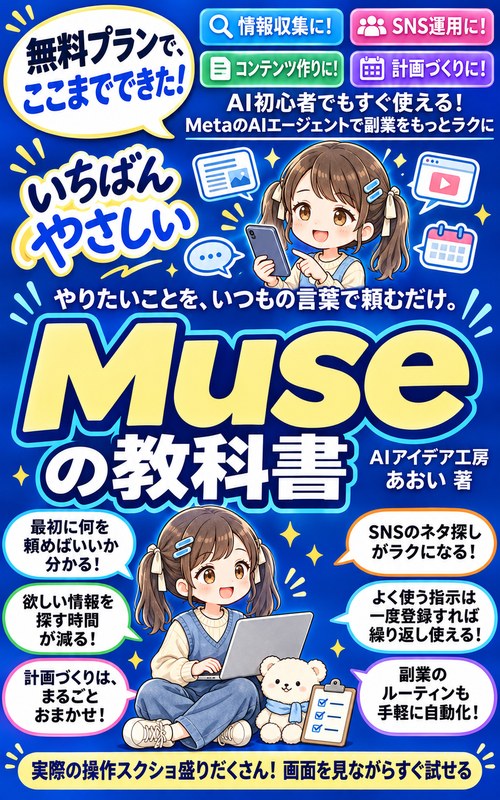 無料プランで、
ここまでできた!
情報収集に!
SNS運用に!
コンテンツ作りに!
計画づくりに!
AI初心者でもすぐ使える!
MetaのAIエージェントで副業をもっとラクに
いちばん
やさしい
やりたいことを、いつもの言葉で頼むだけ。
Muse
の教科書
AIアイデア工房
あおい 著
最初に何を
頼めばいいか
分かる!
欲しい情報を
探す時間
が減る!
計画づくりは、
まるごと
おまかせ!
SNSのネタ探し
がラクになる!
よく使う指示は
一度登録すれば
繰り返し使える!
副業の
ルーティンも
手軽に自動化!
実際の操作スクショ盛りだくさん! 画面を見ながらすぐ試せる